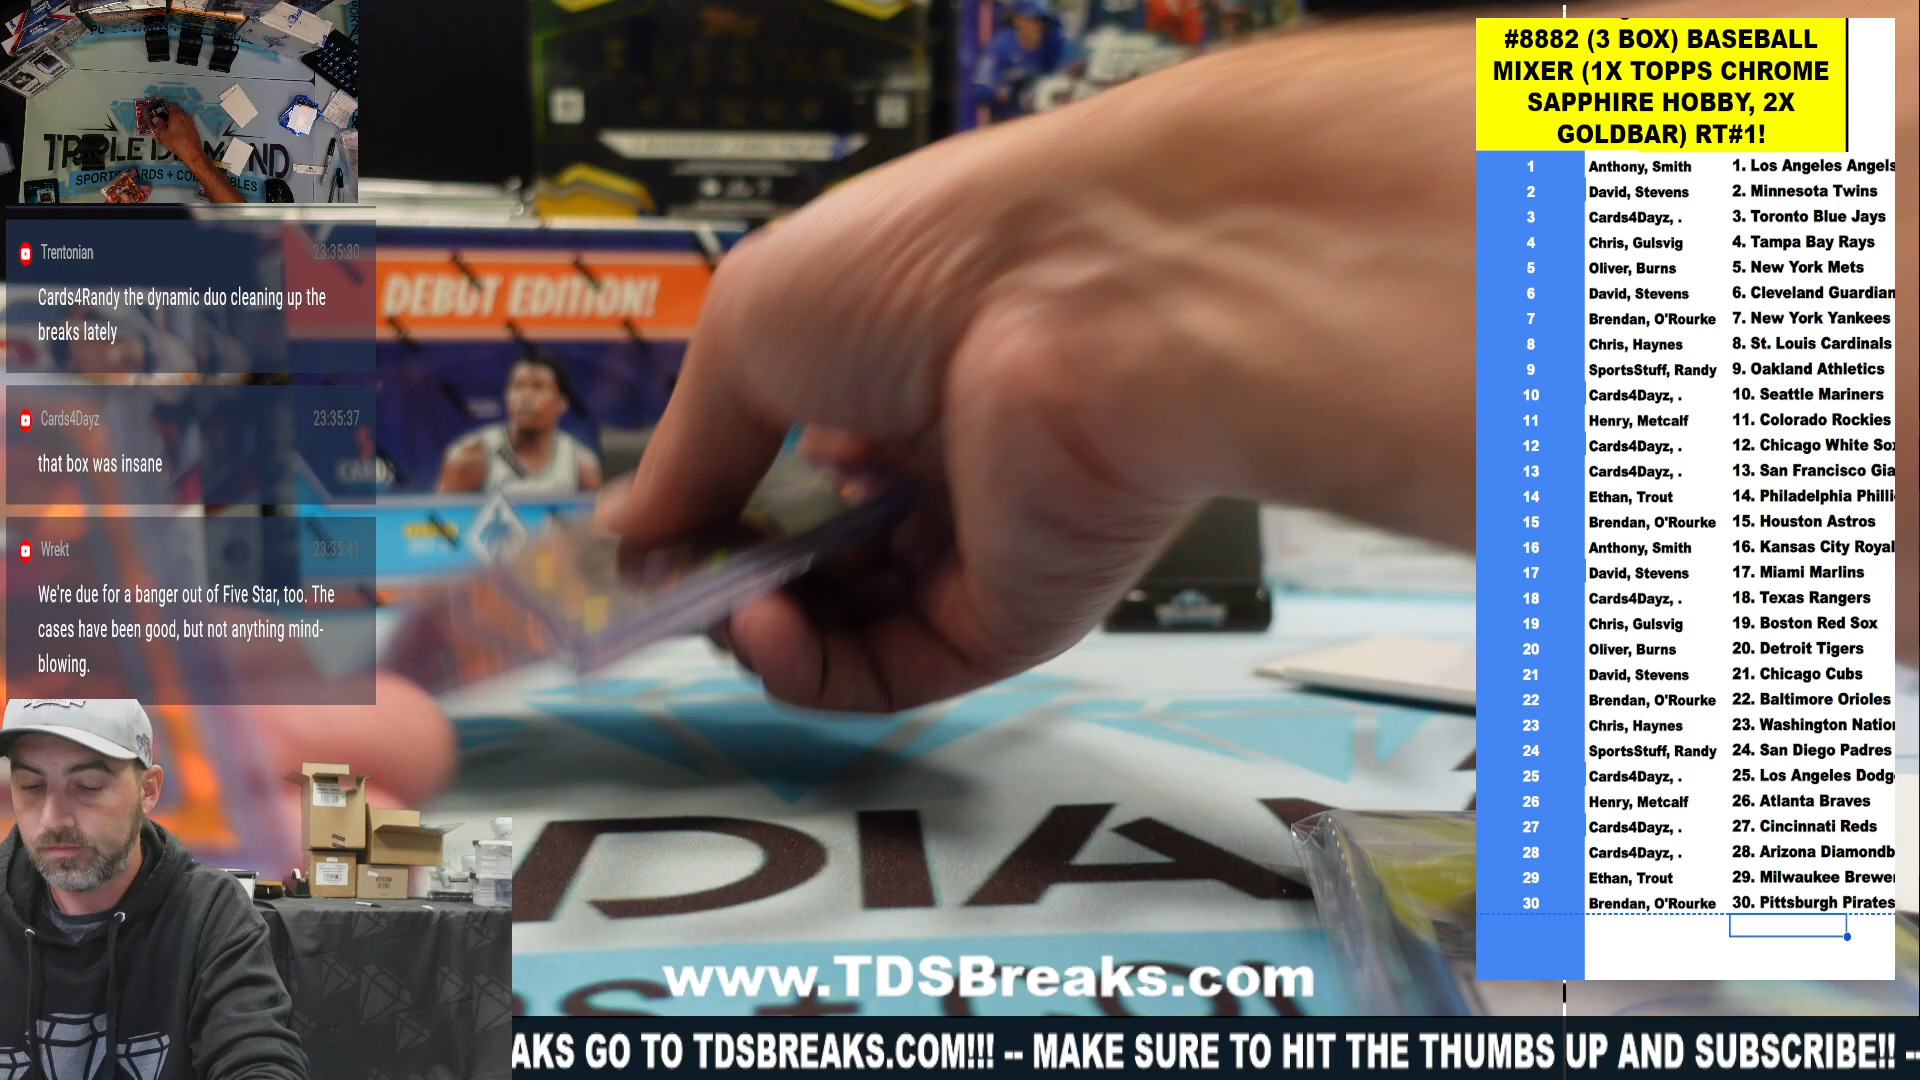 #8882 (3 BOX) BASEBALL
MIXER (1X TOPPS CHROME
SAPPHIRE HOBBY, 2X
GOLDBAR) RT#1!
1 Anthony, Smith 1. Los Angeles Angels
2 David, Stevens 2. Minnesota Twins
3 Cards4Dayz, . 3. Toronto Blue Jays
4 Chris, Gulsvig 4. Tampa Bay Rays
5 Oliver, Burns 5. New York Mets
6 David, Stevens 6. Cleveland Guardian
7 Brendan, O'Rourke 7. New York Yankees
8 Chris, Haynes 8. St. Louis Cardinals
9 SportsStuff, Randy 9. Oakland Athletics
10 Cards4Dayz, . 10. Seattle Mariners
11 Henry, Metcalf 11. Colorado Rockies
12 Cards4Dayz, . 12. Chicago White Sox
13 Cards4Dayz, . 13. San Francisco Gia
14 Ethan, Trout 14. Philadelphia Philli
15 Brendan, O'Rourke 15. Houston Astros
16 Anthony, Smith 16. Kansas City Royal
17 David, Stevens 17. Miami Marlins
18 Cards4Dayz, . 18. Texas Rangers
19 Chris, Gulsvig 19. Boston Red Sox
20 Oliver, Burns 20. Detroit Tigers
21 David, Stevens 21. Chicago Cubs
22 Brendan, O'Rourke 22. Baltimore Orioles
23 Chris, Haynes 23. Washington Natio
24 SportsStuff, Randy 24. San Diego Padres
25 Cards4Dayz, . 25. Los Angeles Dodg
26 Henry, Metcalf 26. Atlanta Braves
27 Cards4Dayz, . 27. Cincinnati Reds
28 Cards4Dayz, . 28. Arizona Diamondb
29 Ethan, Trout 29. Milwaukee Brewe
30 Brendan, O'Rourke 30. Pittsburgh Pirates
TRIPLE DIAMOND
SPORTS CARDS + COLLECTIBLES
Trentonian 23:35:30
Cards4Randy the dynamic duo cleaning up the
breaks lately
Cards4Dayz 23:35:37
that box was insane
Wrekt 23:35:41
We're due for a banger out of Five Star, too. The
cases have been good, but not anything mind-
blowing.
DEBUT EDITION!
topps
DIA
www.TDSBreaks.com
AKS GO TO TDSBREAKS.COM!!! -- MAKE SURE TO HIT THE THUMBS UP AND SUBSCRIBE!! --